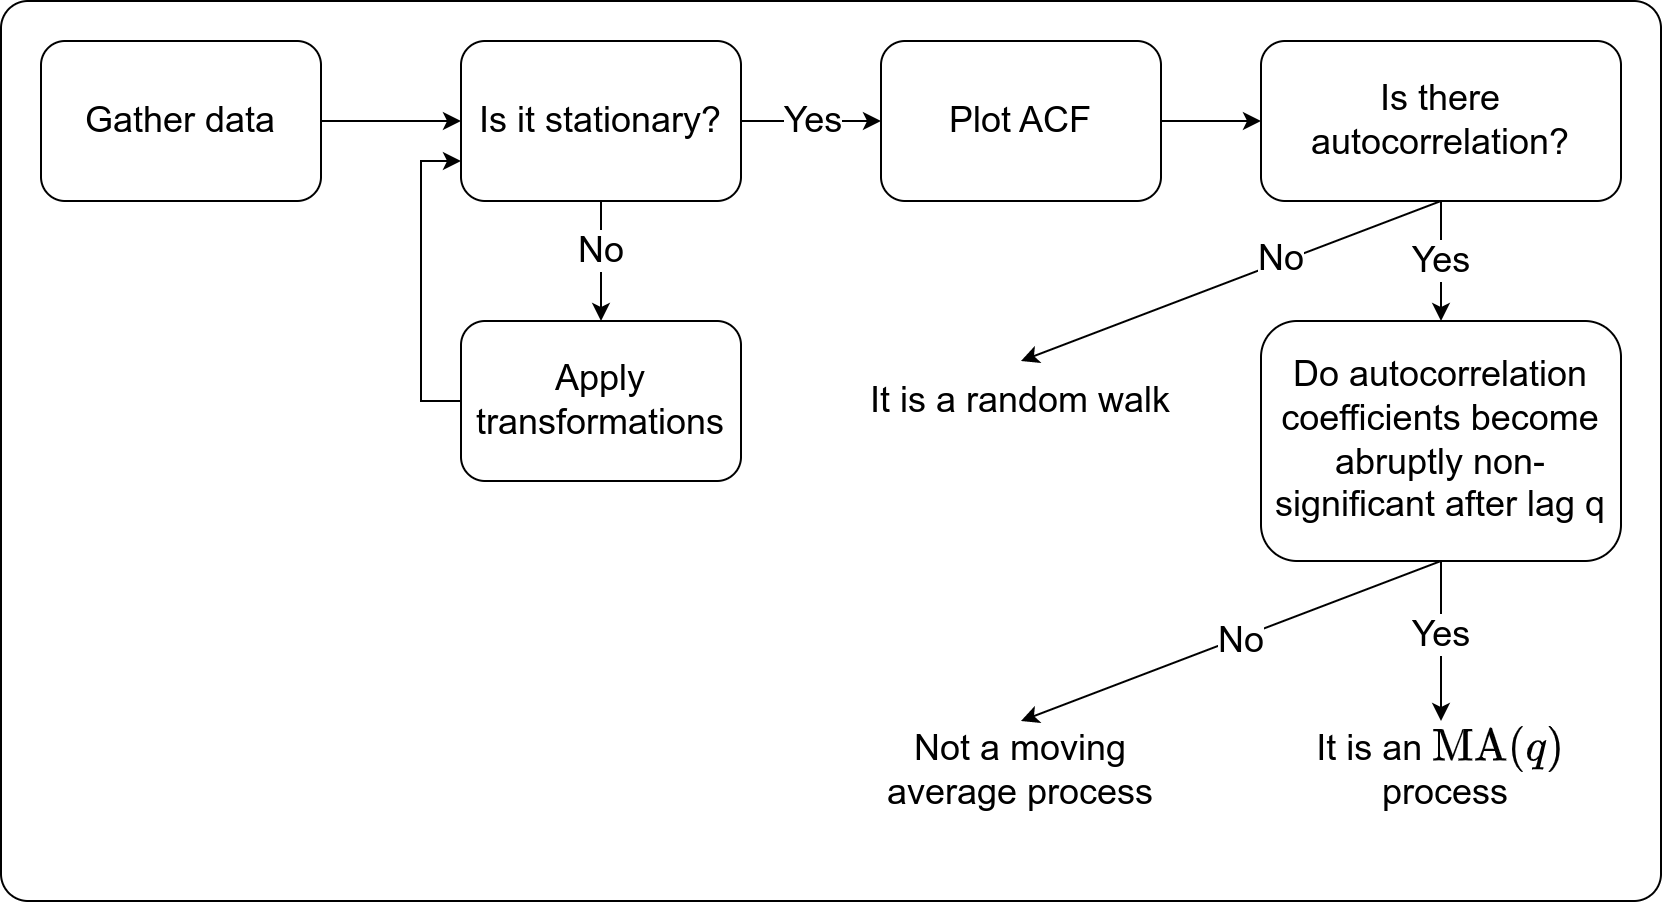 Gather data
Is it stationary?
Yes
Plot ACF
Is there
autocorrelation?
No
Apply
transformations
No
Yes
It is a random walk
Do autocorrelation
coefficients become
abruptly non-
significant after lag q
No
Yes
Not a moving
average process
It is an MA(q)
process